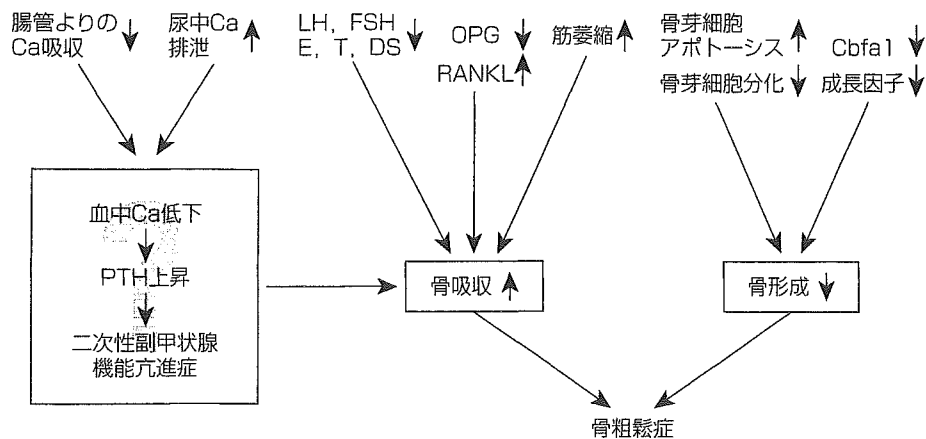 腸管よりの
Ca吸収
尿中Ca
排泄
LH, FSH
E, T, DS
OPG
RANKL
筋萎縮
骨芽細胞
アポトーシス
骨芽細胞分化
Cbfa1
成長因子
血中Ca低下
PTH上昇
二次性副甲状腺
機能亢進症
骨吸収
骨形成
骨粗鬆症